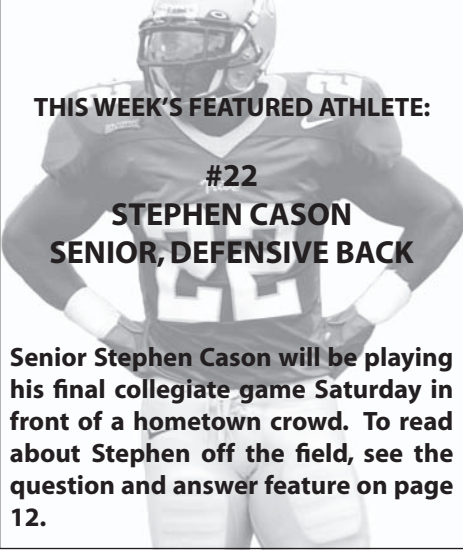 THIS WEEK'S FEATURED ATHLETE:
#22
STEPHEN CASON
SENIOR, DEFENSIVE BACK
22
Senior Stephen Cason will be playing
his final collegiate game Saturday in
front of a hometown crowd. To read
about Stephen off the field, see the
question and answer feature on page
12.